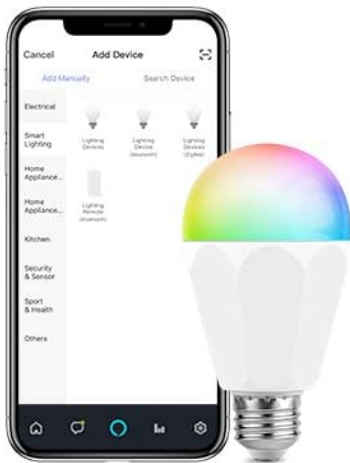 Cancel Add Device
Add Manually Search Device
Electrical
Smart
Lighting
Home
Appliance...
Home
Appliance...
Kitchen
Security
& Sensor
Sport
& Health
Others
Lighting
Devices
Lighting
Device
(bluetooth)
Lighting
Devices
(Zigbee)
Lighting
Remote
(bluetooth)